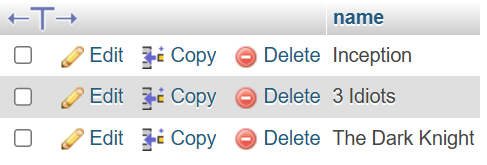 name
Edit Copy Delete Inception
Edit Copy Delete 3 Idiots
Edit Copy Delete The Dark Knight